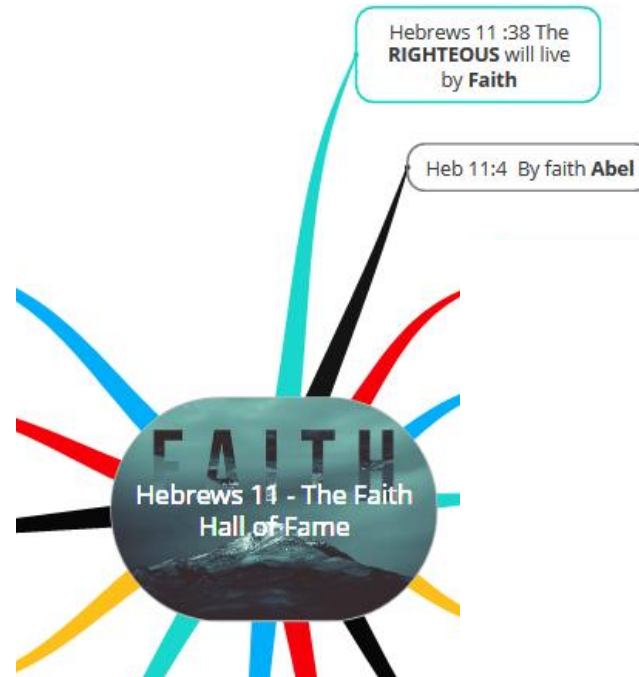 Hebrews 11 :38 The
RIGHTEOUS will live
by Faith
Heb 11:4 By faith Abel
FAITH
Hebrews 11 - The Faith
Hall of Fame